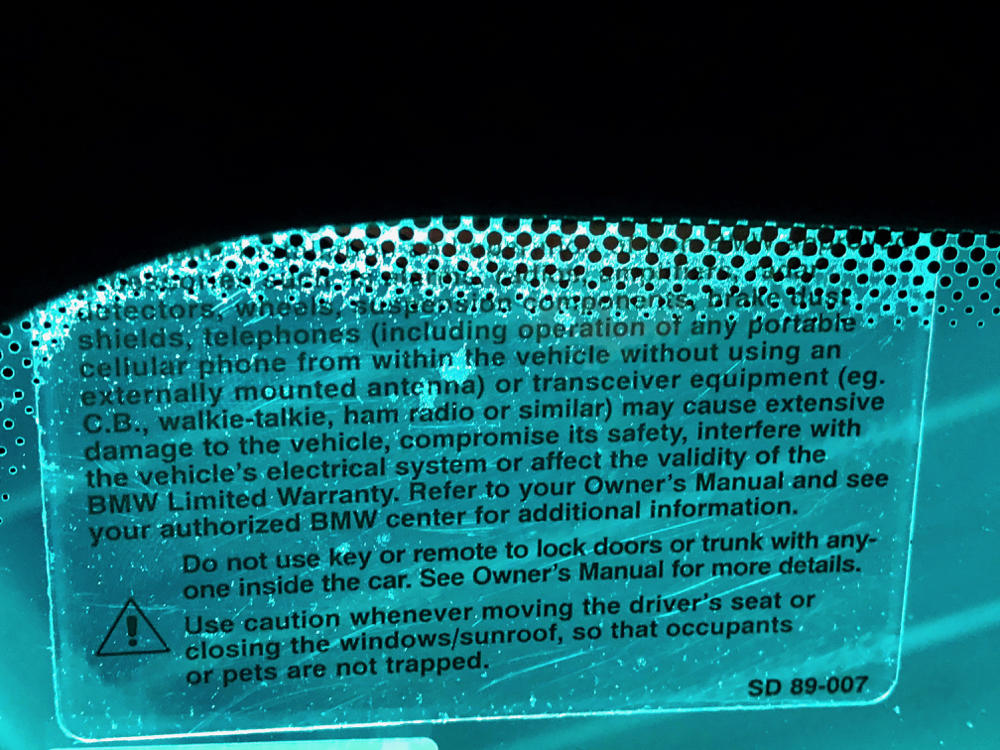 detectors, wheels, suspension components, brake dust
shields, telephones (including operation of any portable
cellular phone from within the vehicle without using an
externally mounted antenna) or transceiver equipment (eg.
C.B., walkie-talkie, ham radio or similar) may cause extensive
damage to the vehicle, compromise its safety, interfere with
the vehicle's electrical system or affect the validity of the
BMW Limited Warranty. Refer to your Owner's Manual and see
your authorized BMW center for additional information.
Do not use key or remote to lock doors or trunk with any-
one inside the car. See Owner's Manual for more details.
Use caution whenever moving the driver's seat or
closing the windows/sunroof, so that occupants
or pets are not trapped.
SD 89-007